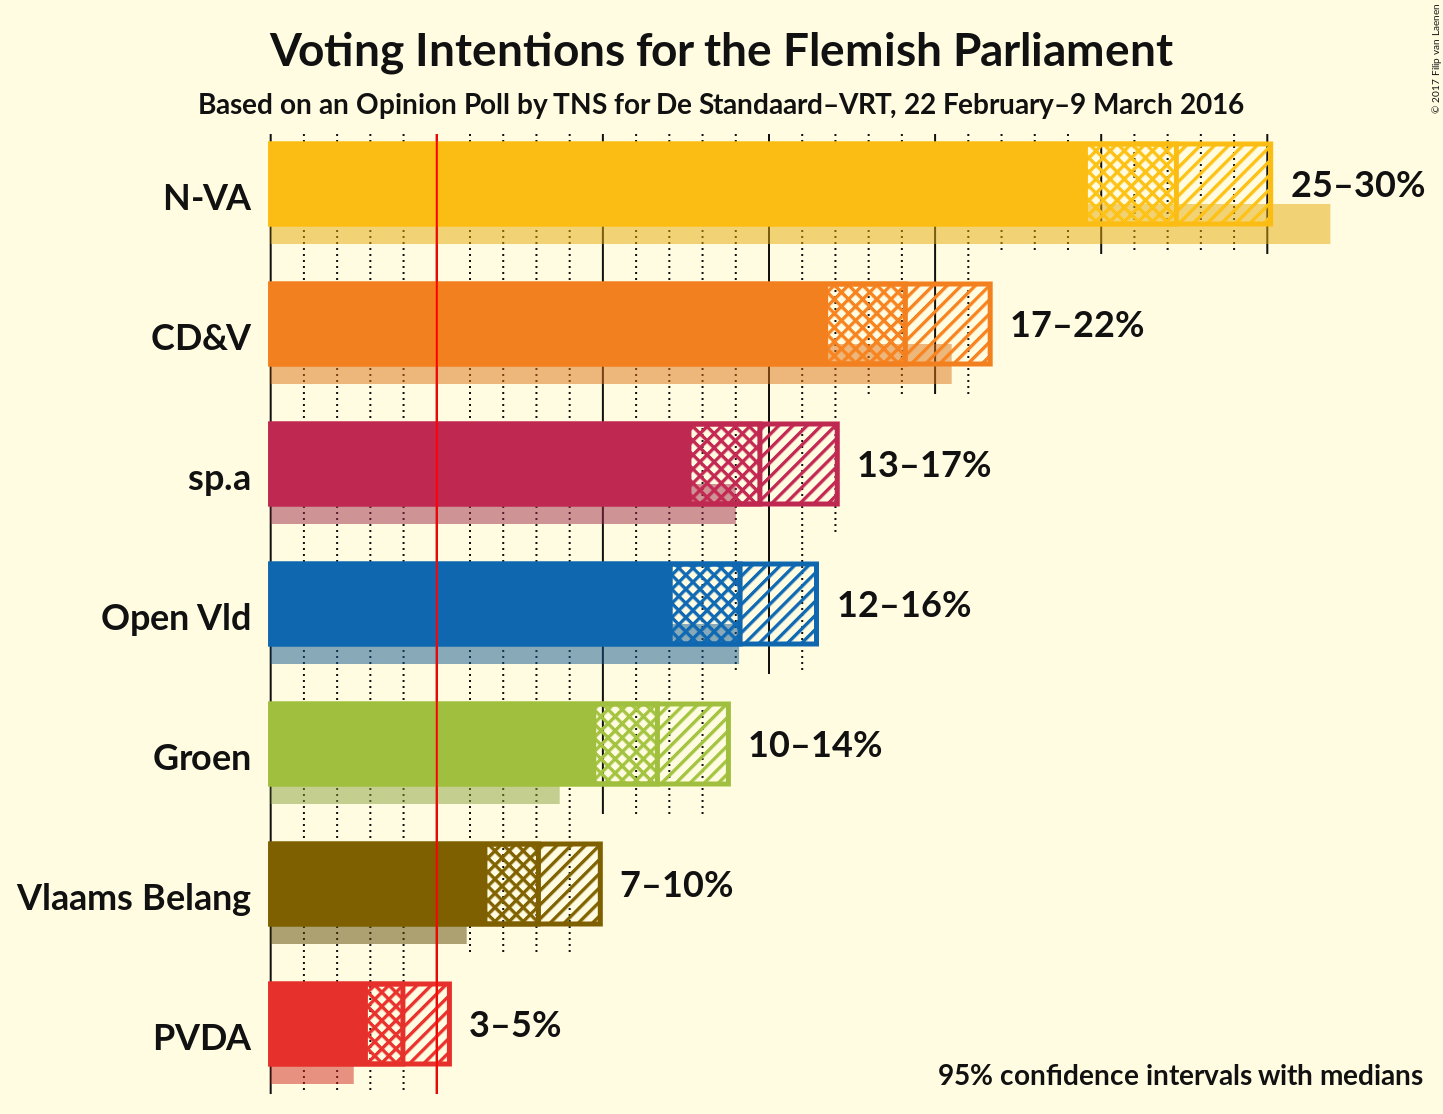 Voting Intentions for the Flemish Parliament
Based on an Opinion Poll by TNS for De Standaard–VRT, 22 February–9 March 2016
© 2017 Filip van Laenen
N-VA
25–30%
CD&V
17–22%
sp.a
13–17%
Open Vld
12–16%
Groen
10–14%
Vlaams Belang
7–10%
PVDA
3–5%
95% confidence intervals with medians